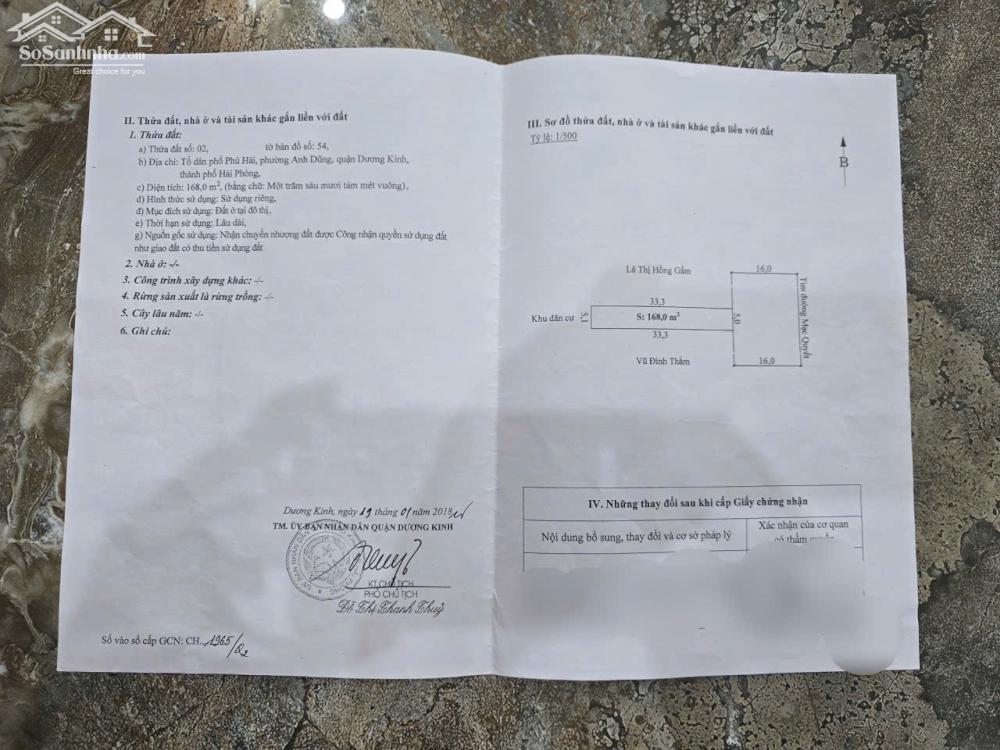 SoSanhnha.com
Great choice for you
II. Thửa đất, nhà ở và tài sản khác gắn liền với đất
1. Thửa đất:
a) Thửa đất số: 02, tờ bản đồ số: 54,
b) Địa chỉ: Tổ dân phố Phú Hải, phường Anh Dũng, quận Dương Kinh,
thành phố Hải Phòng,
c) Diện tích: 168,0 m², (bằng chữ: Một trăm sáu mươi tám mét vuông),
d) Hình thức sử dụng: Sử dụng riêng,
đ) Mục đích sử dụng: Đất ở tại đô thị,
e) Thời hạn sử dụng: Lâu dài,
g) Nguồn gốc sử dụng: Nhận chuyển nhượng đất được Công nhận quyền sử dụng đất
như giao đất có thu tiền sử dụng đất
2. Nhà ở: -/-
3. Công trình xây dựng khác: -/-
4. Rừng sản xuất là rừng trồng: -/-
5. Cây lâu năm: -/-
6. Ghi chú:
Dương Kinh, ngày 19 tháng 01 năm 2018
TM. ỦY BAN NHÂN DÂN QUẬN DƯƠNG KINH
KT. CHỦ TỊCH
PHÓ CHỦ TỊCH
Đỗ Thị Thanh Thuỷ
Số vào sổ cấp GCN: CH. 1965/
III. Sơ đồ thửa đất, nhà ở và tài sản khác gắn liền với đất
Tỷ lệ: 1/500
B
Lê Thị Hồng Gấm
16,0
33,3
Khu dân cư
5,1
S: 168,0 m²
5,0
Tim đường Mạc Quyết
33,3
Vũ Đình Thắm
16,0
IV. Những thay đổi sau khi cấp Giấy chứng nhận
Nội dung bổ sung, thay đổi và cơ sở pháp lý
Xác nhận của cơ quan
có thẩm quyền